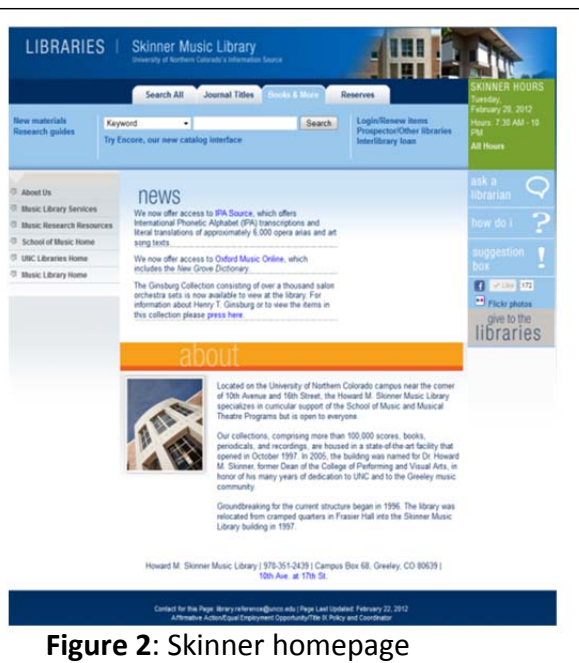 LIBRARIES | Skinner Music Library
University of Northern Colorado's Information Source
Search All Journal Titles Books & More Reserves
New materials
Research guides
Keyword Search
Try Encore, our new catalog interface
Login/Renew items
Prospector/Other libraries
Interlibrary loan
SKINNER HOURS
Tuesday,
February 28, 2012
Hours: 7:30 AM - 10
PM
All Hours
ask a
librarian
how do i ?
suggestion
box !
Like 172
Flickr photos
give to the
libraries
About Us
Music Library Services
Music Research Resources
School of Music Home
UNC Libraries Home
Music Library Home
news
We now offer access to IPA Source, which offers
International Phonetic Alphabet (IPA) transcriptions and
literal translations of approximately 6,000 opera arias and art
song texts.
We now offer access to Oxford Music Online, which
includes the New Grove Dictionary.
The Ginsburg Collection consisting of over a thousand salon
orchestra sets is now available to view at the library. For
information about Henry T. Ginsburg or to view the items in
this collection please press here.
about
Located on the University of Northern Colorado campus near the corner
of 10th Avenue and 16th Street, the Howard M. Skinner Music Library
specializes in curricular support of the School of Music and Musical
Theatre Programs but is open to everyone.
Our collections, comprising more than 100,000 scores, books,
periodicals, and recordings, are housed in a state-of-the-art facility that
opened in October 1997. In 2005, the building was named for Dr. Howard
M. Skinner, former Dean of the College of Performing and Visual Arts, in
honor of his many years of dedication to UNC and to the Greeley music
community.
Groundbreaking for the current structure began in 1996. The library was
relocated from cramped quarters in Frasier Hall into the Skinner Music
Library building in 1997.
Howard M. Skinner Music Library | 970-351-2439 | Campus Box 68, Greeley, CO 80639 |
10th Ave. at 17th St.
Contact for this Page: library.reference@unco.edu | Page Last Updated: February 22, 2012
Affirmative Action/Equal Employment Opportunity/Title IX Policy and Coordinator
Figure 2: Skinner homepage